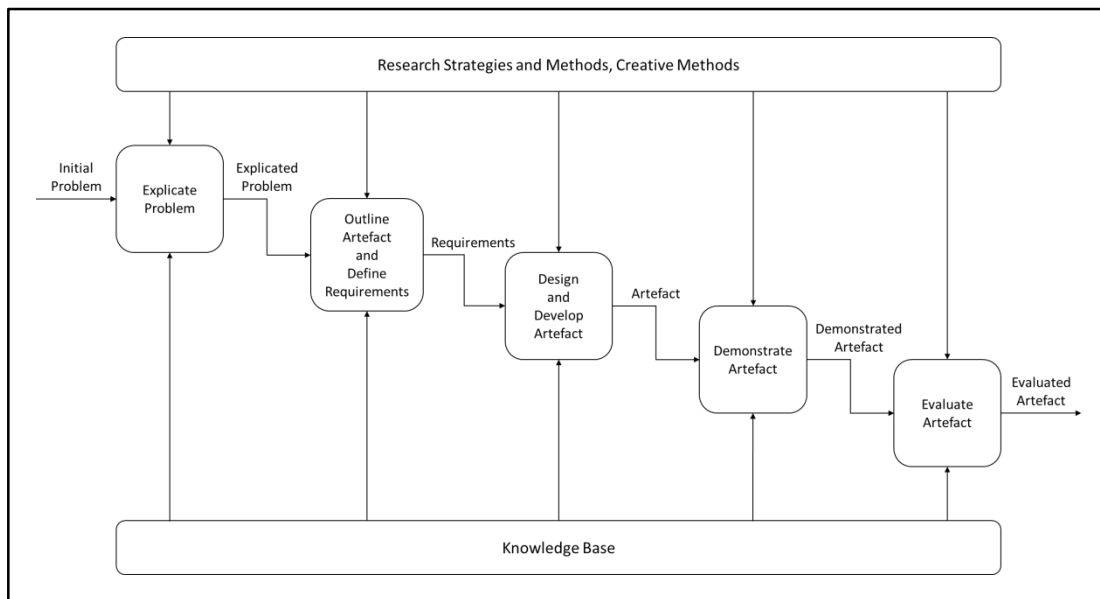 Research Strategies and Methods, Creative Methods
Initial
Problem
Explicate
Problem
Explicated
Problem
Outline
Artefact
and
Define
Requirements
Requirements
Design
and
Develop
Artefact
Artefact
Demonstrate
Artefact
Demonstrated
Artefact
Evaluate
Artefact
Evaluated
Artefact
Knowledge Base